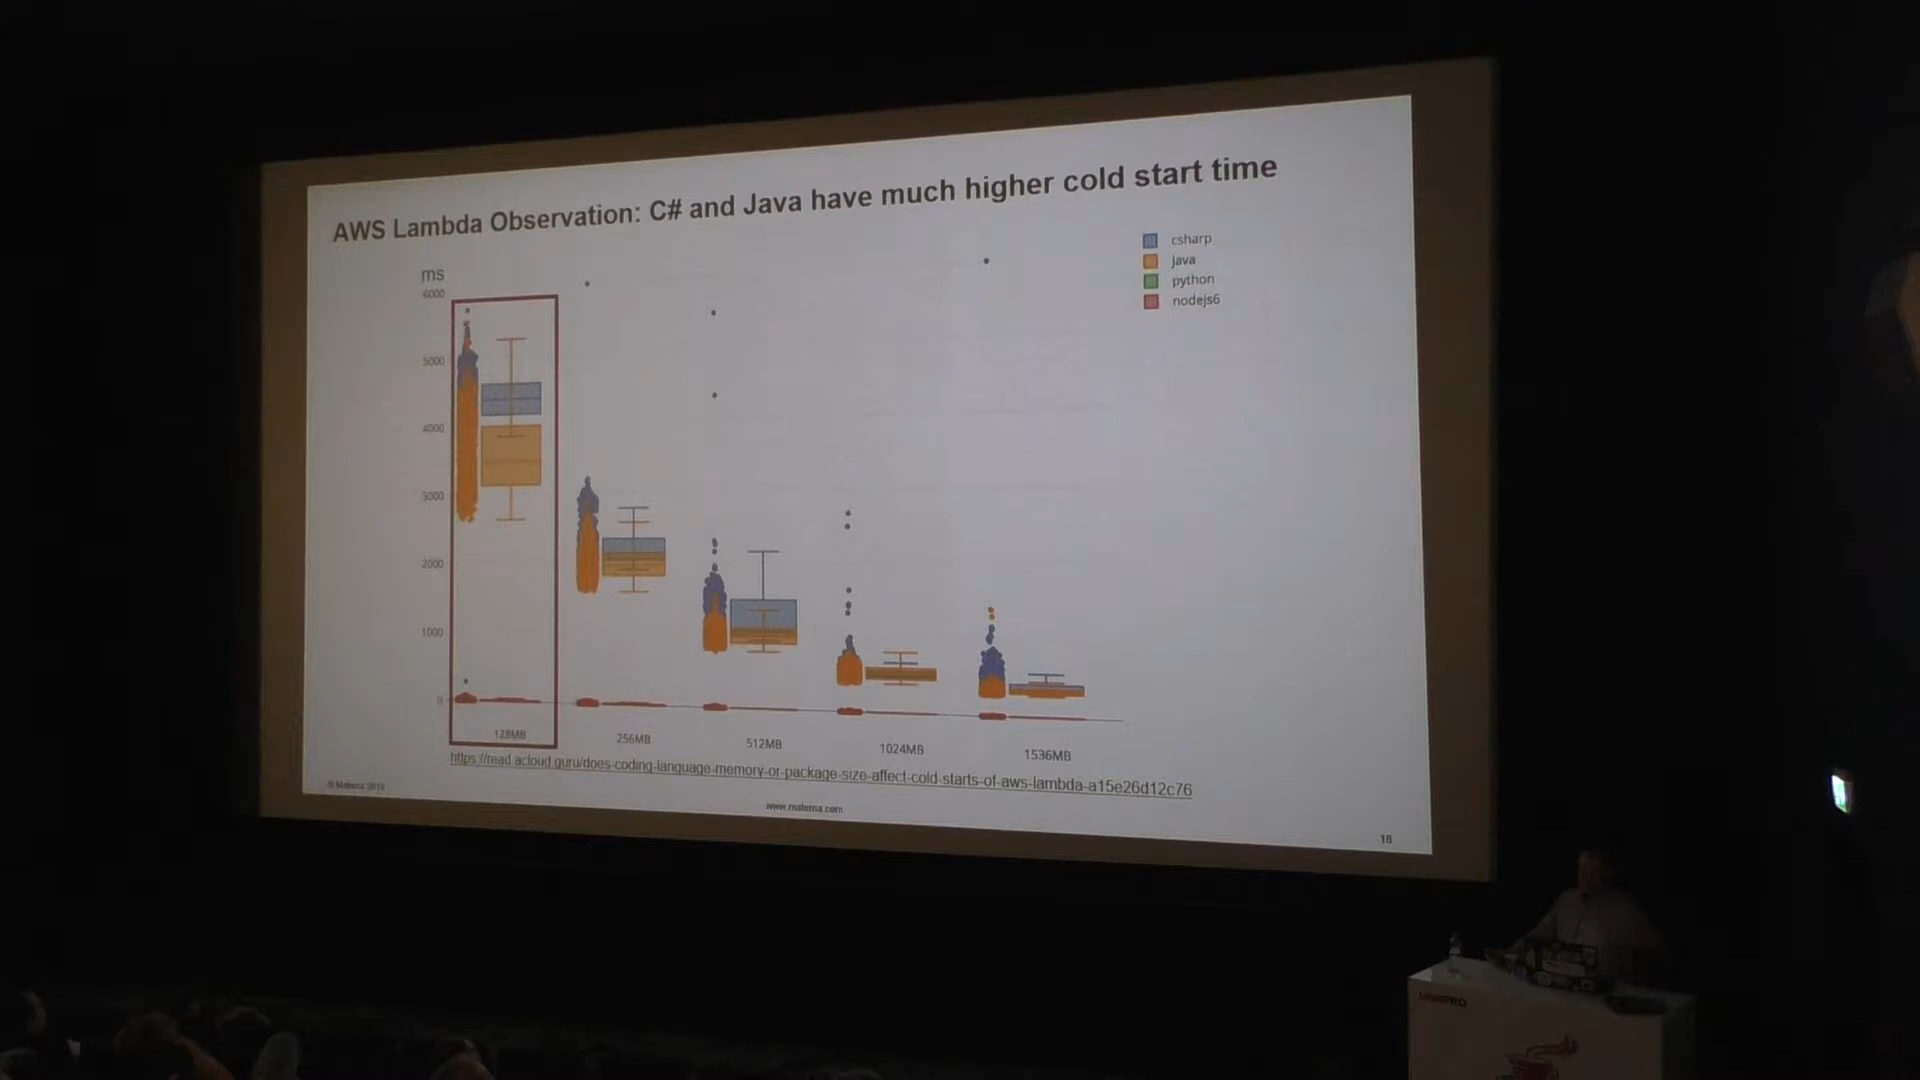 AWS Lambda Observation: C# and Java have much higher cold start time
csharp
java
python
nodejs6
ms
6000
5000
4000
3000
2000
1000
0
128MB
256MB
512MB
1024MB
1536MB
https://read.acloud.guru/does-coding-language-memory-or-package-size-affect-cold-starts-of-aws-lambda-a15e26d12c76
www.materna.com
18